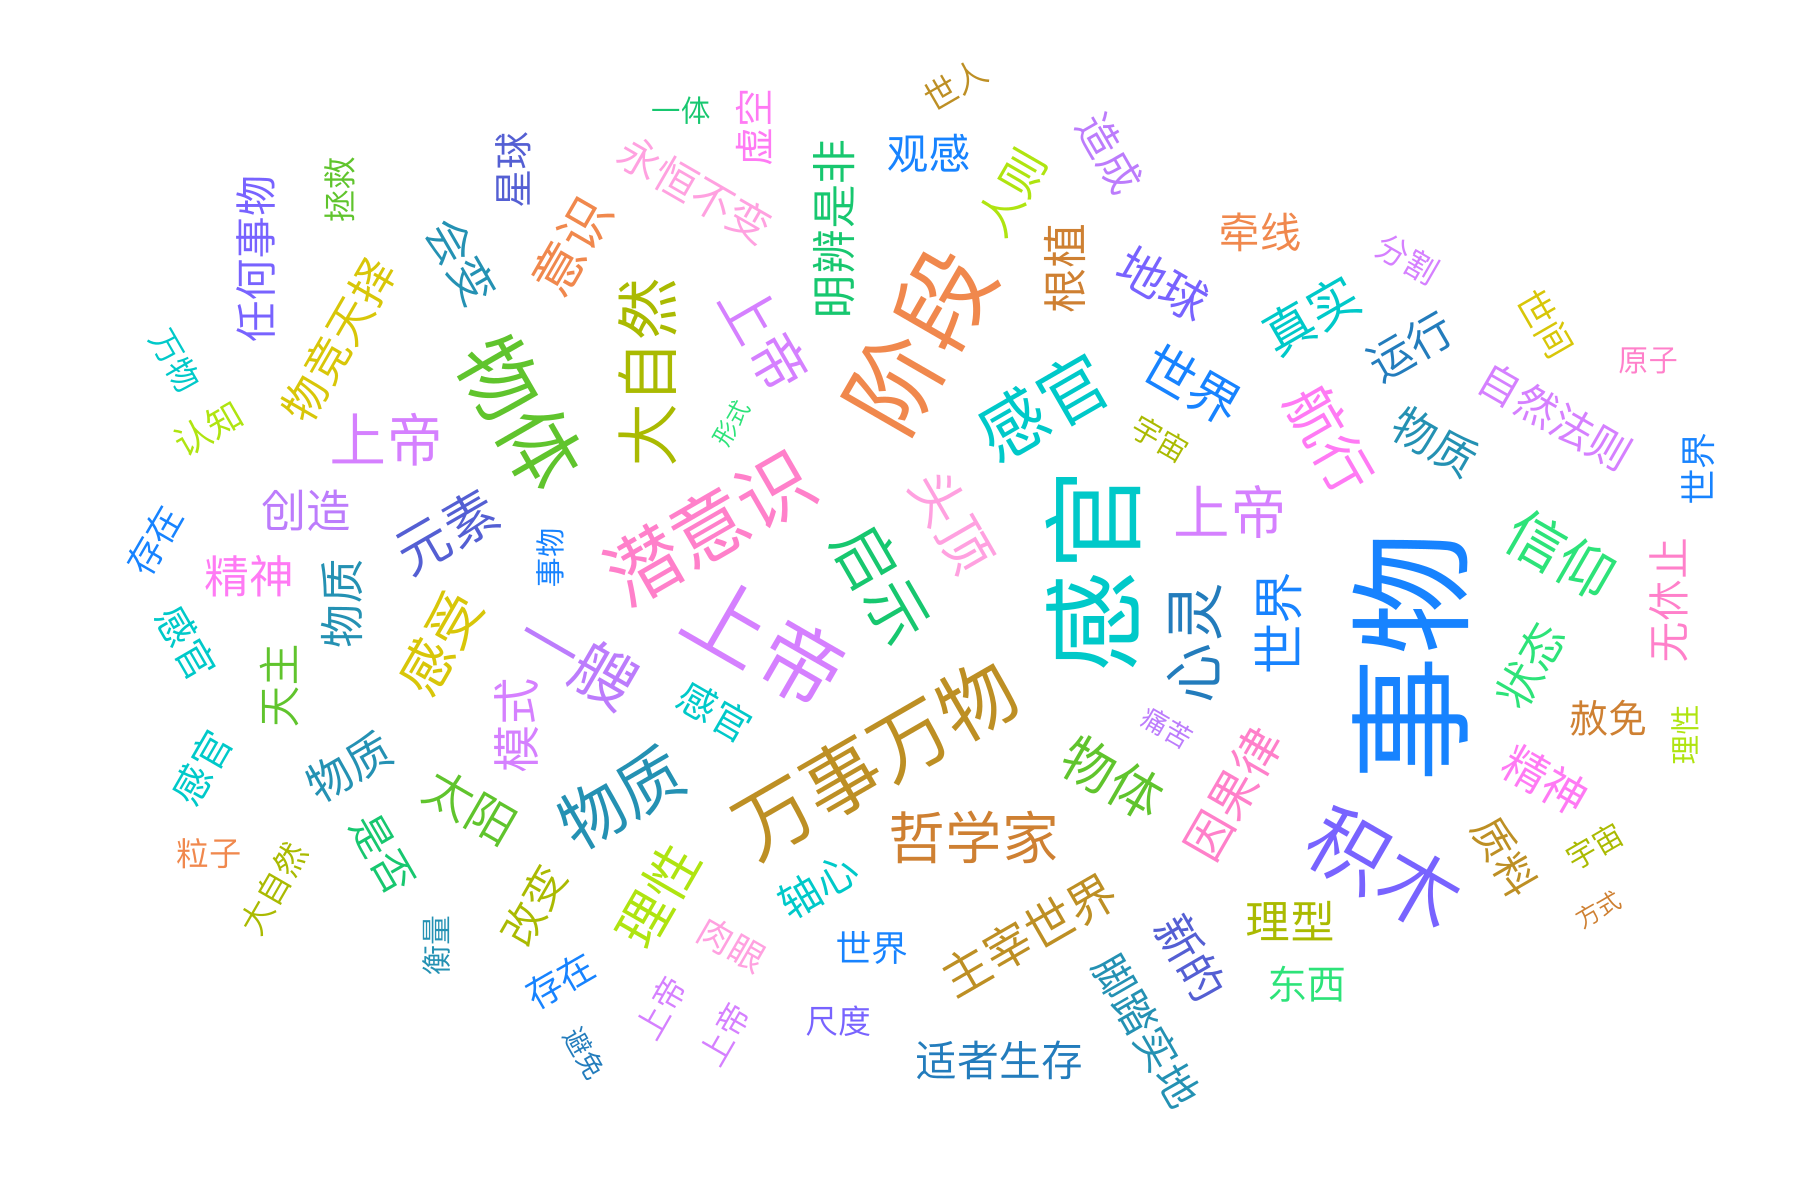 世人
一体
虚空
造成
星球
永恒不变
明辨是非
观感
人则
拯救
任何事物
意识
根植
牵线
分割
物竞天择
大自然
上帝
阶段
地球
真实
运行
世间
原子
万物
认知
上帝
物体
形式
感官
世界
宇宙
航行
物质
自然法则
世界
创造
元素
潜意识
头顶
感官
上帝
信仰
存在
精神
物质
事物
启示
心灵
世界
事物
无休止
感官
天主
感受
一般
上帝
状态
模式
感官
万事万物
痛苦
赦免
理性
感官
物质
太阳
物质
物体
因果律
精神
粒子
大自然
哲学家
积木
质料
宇宙
改变
理性
轴心
方式
衡量
肉眼
世界
主宰世界
新的
理型
东西
存在
上帝
上帝
尺度
避免
适者生存
脚踏实地